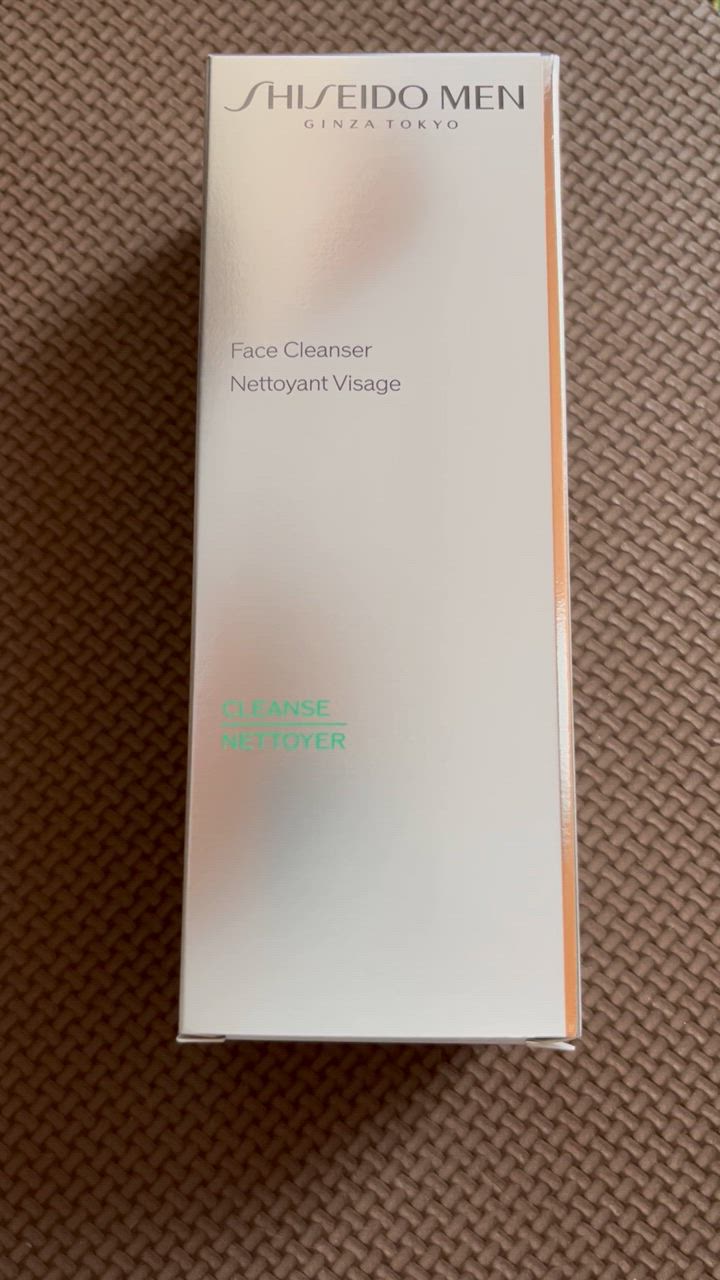 SHISEIDO MEN
GINZA TOKYO
Face Cleanser
Nettoyant Visage
CLEANSE
NETTOYER